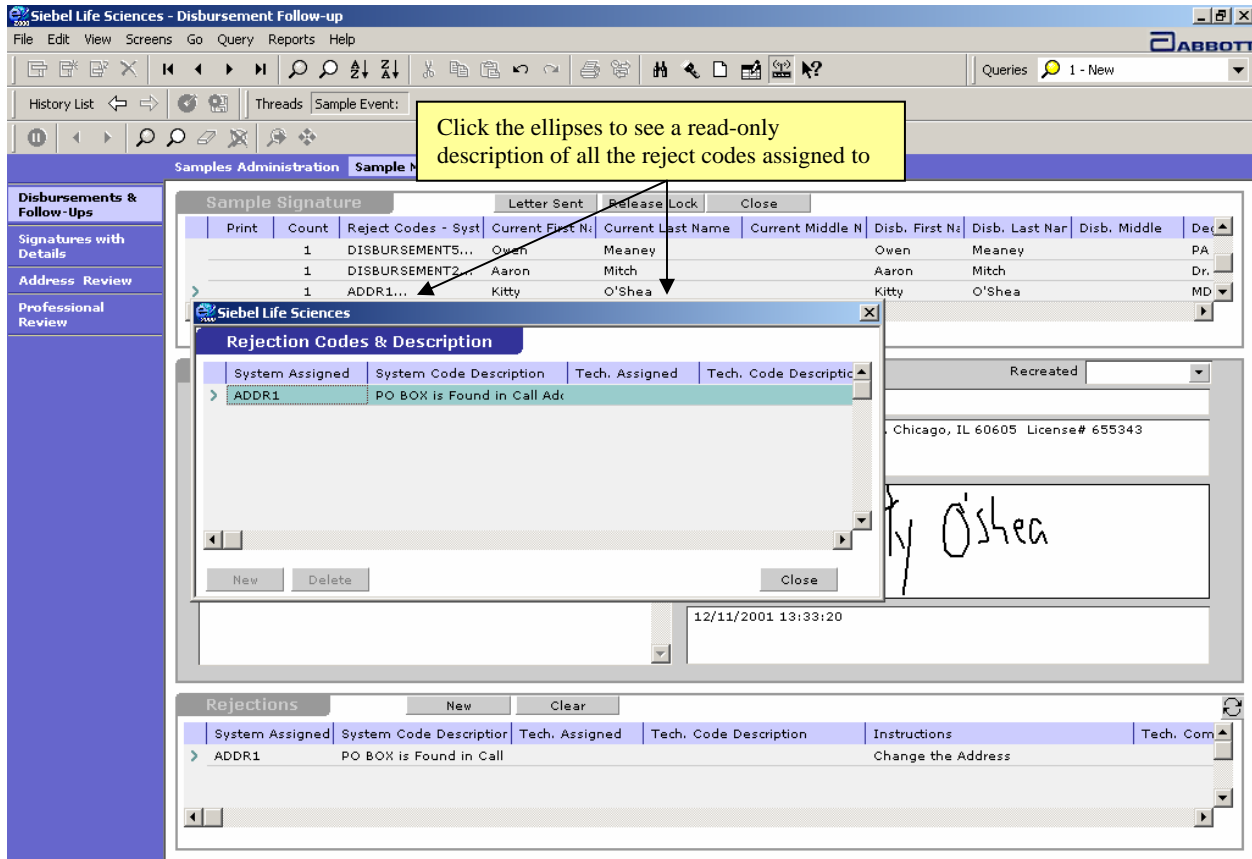 Siebel Life Sciences - Disbursement Follow-up
File Edit View Screens Go Query Reports Help
ABBOTT
Queries 1 - New
History List Threads Sample Event:
Click the ellipses to see a read-only
description of all the reject codes assigned to
Samples Administration Sample M
Disbursements &
Follow-Ups
Signatures with
Details
Address Review
Professional
Review
Sample Signature Letter Sent Release Lock Close
Print Count Reject Codes - Syst Current First Na Current Last Name Current Middle N Disb. First Na Disb. Last Nar Disb. Middle Deg
1 DISBURSEMENT5... Owen Meaney Owen Meaney PA
1 DISBURSEMENT2... Aaron Mitch Aaron Mitch Dr.
1 ADDR1... Kitty O'Shea Kitty O'Shea MD
Siebel Life Sciences
Rejection Codes & Description
System Assigned System Code Description Tech. Assigned Tech. Code Descriptic
ADDR1 PO BOX is Found in Call Adc
New Delete Close
Recreated
, Chicago, IL 60605 License# 655343
ty O'Shea
12/11/2001 13:33:20
Rejections New Clear
System Assigned System Code Descriptior Tech. Assigned Tech. Code Description Instructions Tech. Com
ADDR1 PO BOX is Found in Call Change the Address